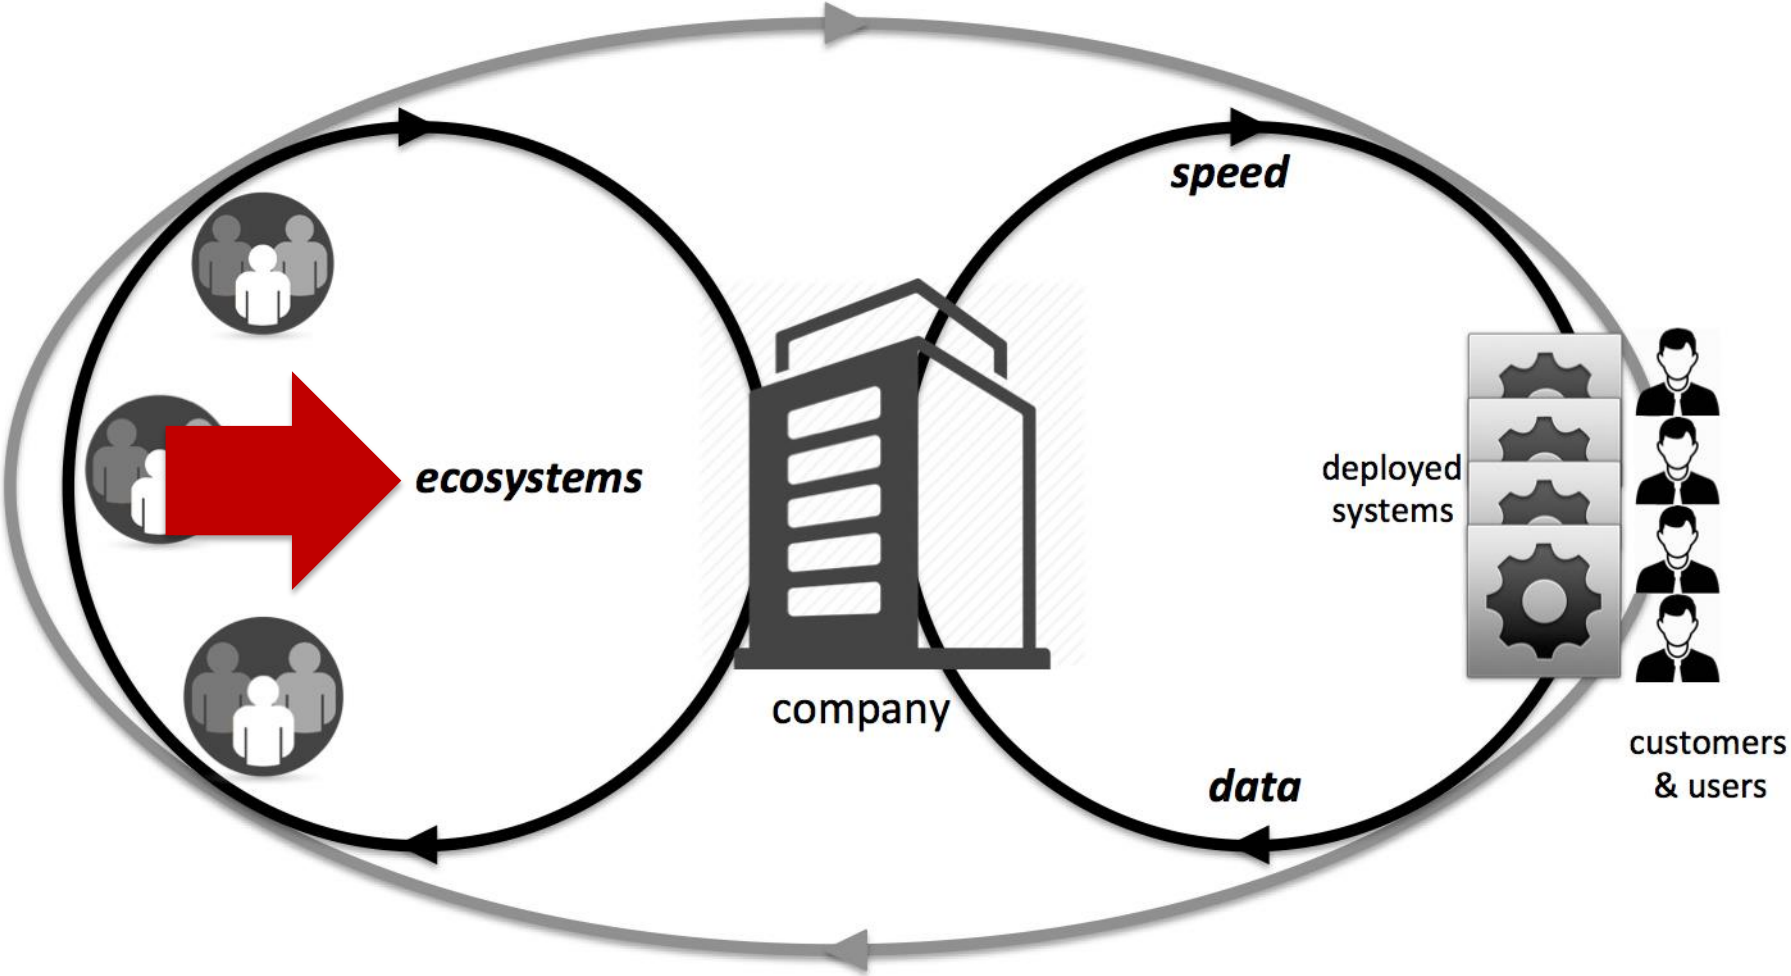 speed
ecosystems
deployed
systems
company
customers
& users
data